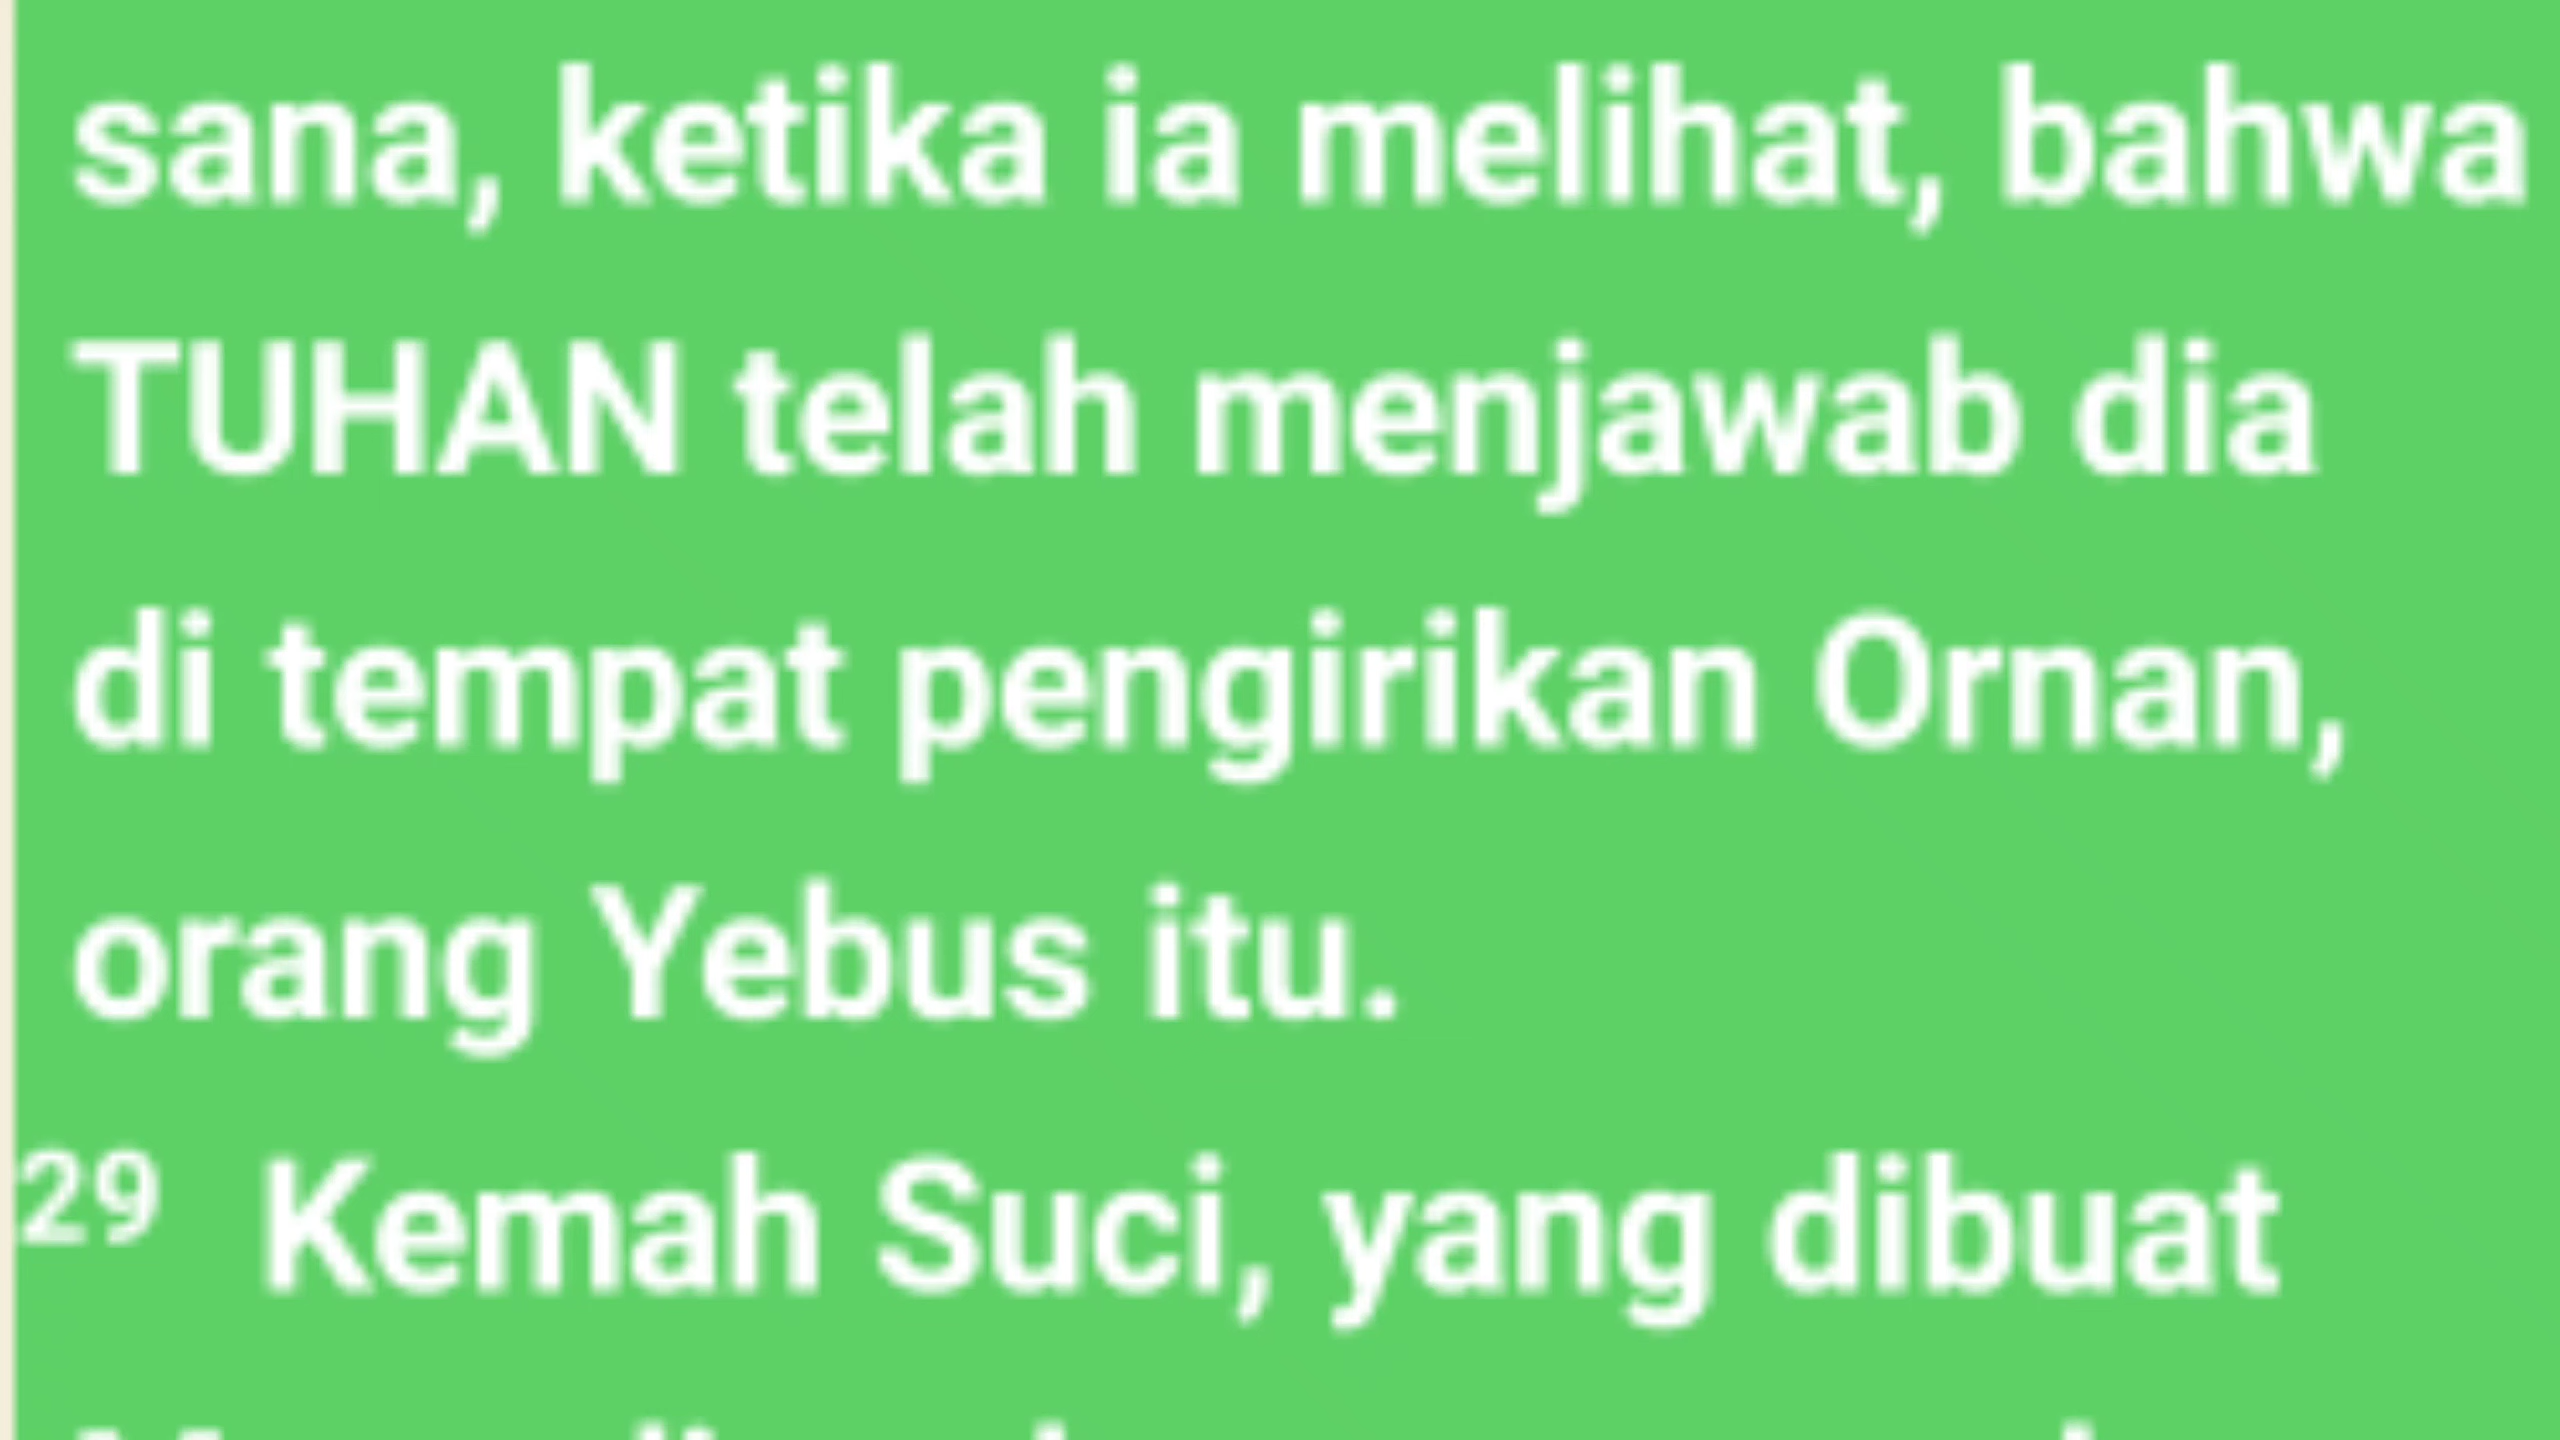 sana, ketika ia melihat, bahwa
TUHAN telah menjawab dia
di tempat pengirikan Ornan,
orang Yebus itu.
29 Kemah Suci, yang dibuat